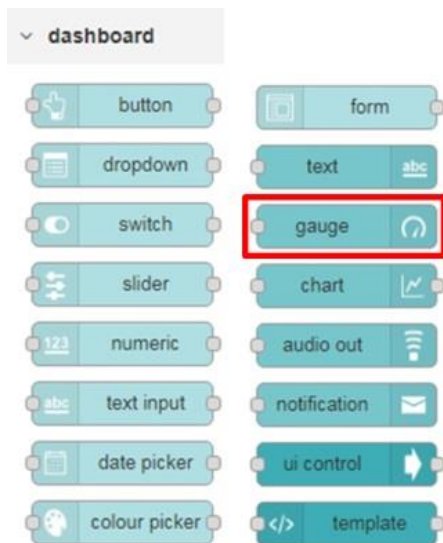 dashboard
button
dropdown
switch
slider
123 numeric
abc text input
date picker
colour picker
form
text abc
gauge
chart
audio out
notification
ui control
</> template